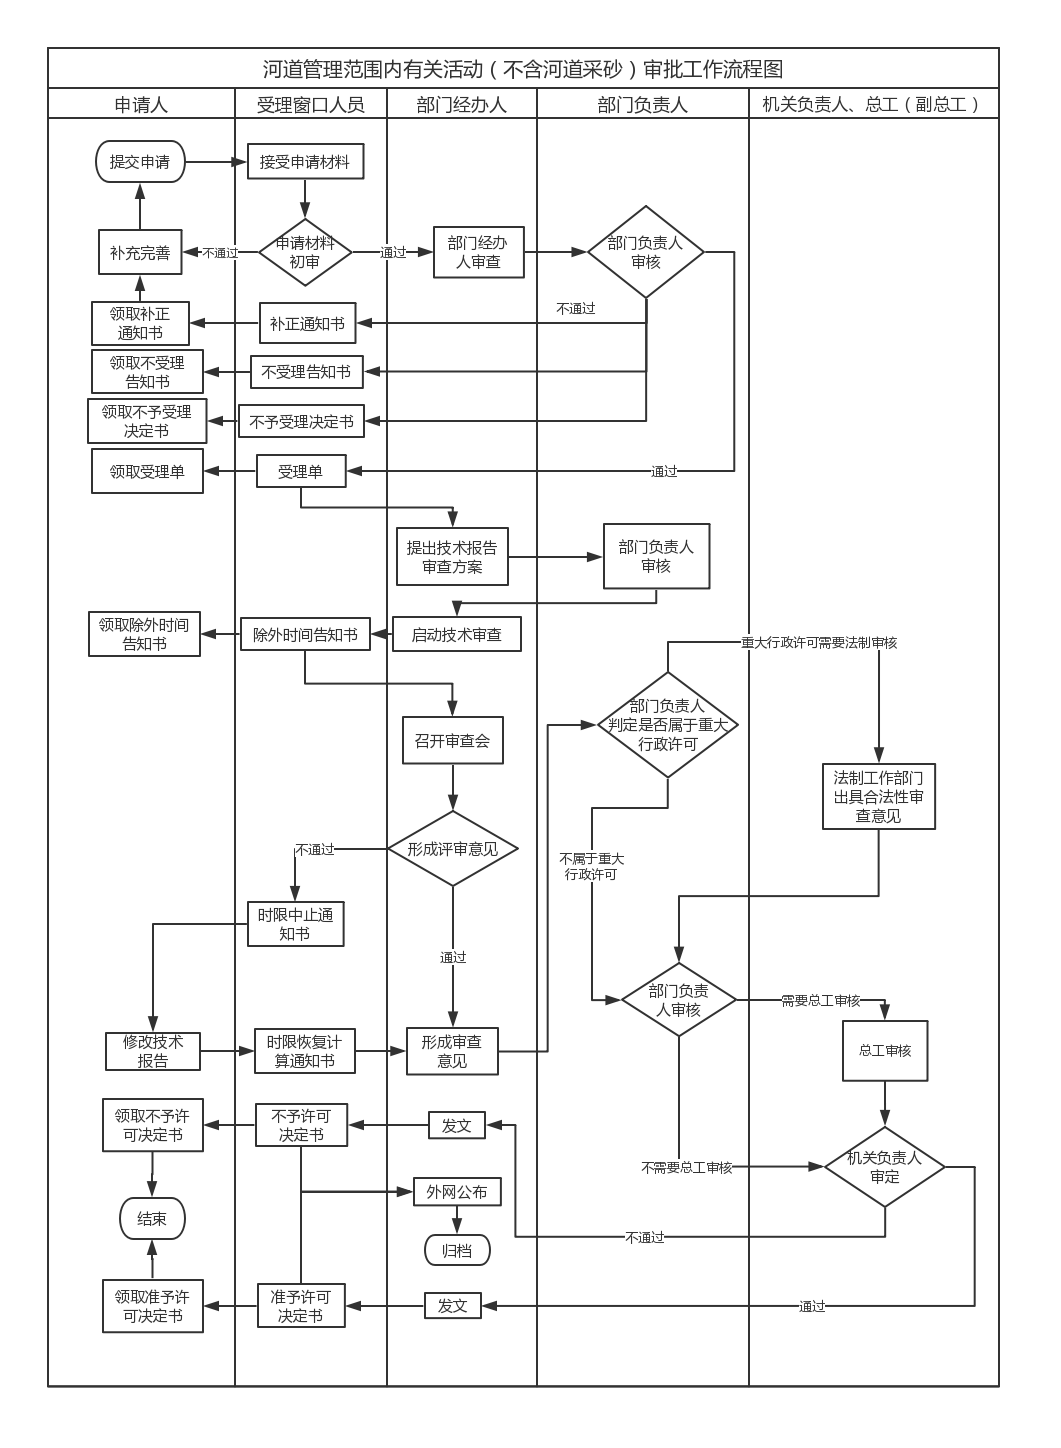 河道管理范围内有关活动（不含河道采砂）审批工作流程图
申请人
受理窗口人员
部门经办人
部门负责人
机关负责人、总工（副总工）
提交申请
接受申请材料
补充完善
不通过
申请材料
初审
通过
部门经办
人审查
部门负责人
审核
不通过
领取补正
通知书
补正通知书
领取不受理
告知书
不受理告知书
领取不予受理
决定书
不予受理决定书
领取受理单
受理单
通过
提出技术报告
审查方案
部门负责人
审核
领取除外时间
告知书
除外时间告知书
启动技术审查
重大行政许可需要法制审核
部门负责人
判定是否属于重大
行政许可
召开审查会
法制工作部门
出具合法性审
查意见
不通过
形成评审意见
不属于重大
行政许可
时限中止通
知书
通过
部门负责
人审核
需要总工审核
修改技术
报告
时限恢复计
算通知书
形成审查
意见
总工审核
领取不予许
可决定书
不予许可
决定书
发文
不需要总工审核
机关负责人
审定
外网公布
结束
归档
不通过
领取准予许
可决定书
准予许可
决定书
发文
通过